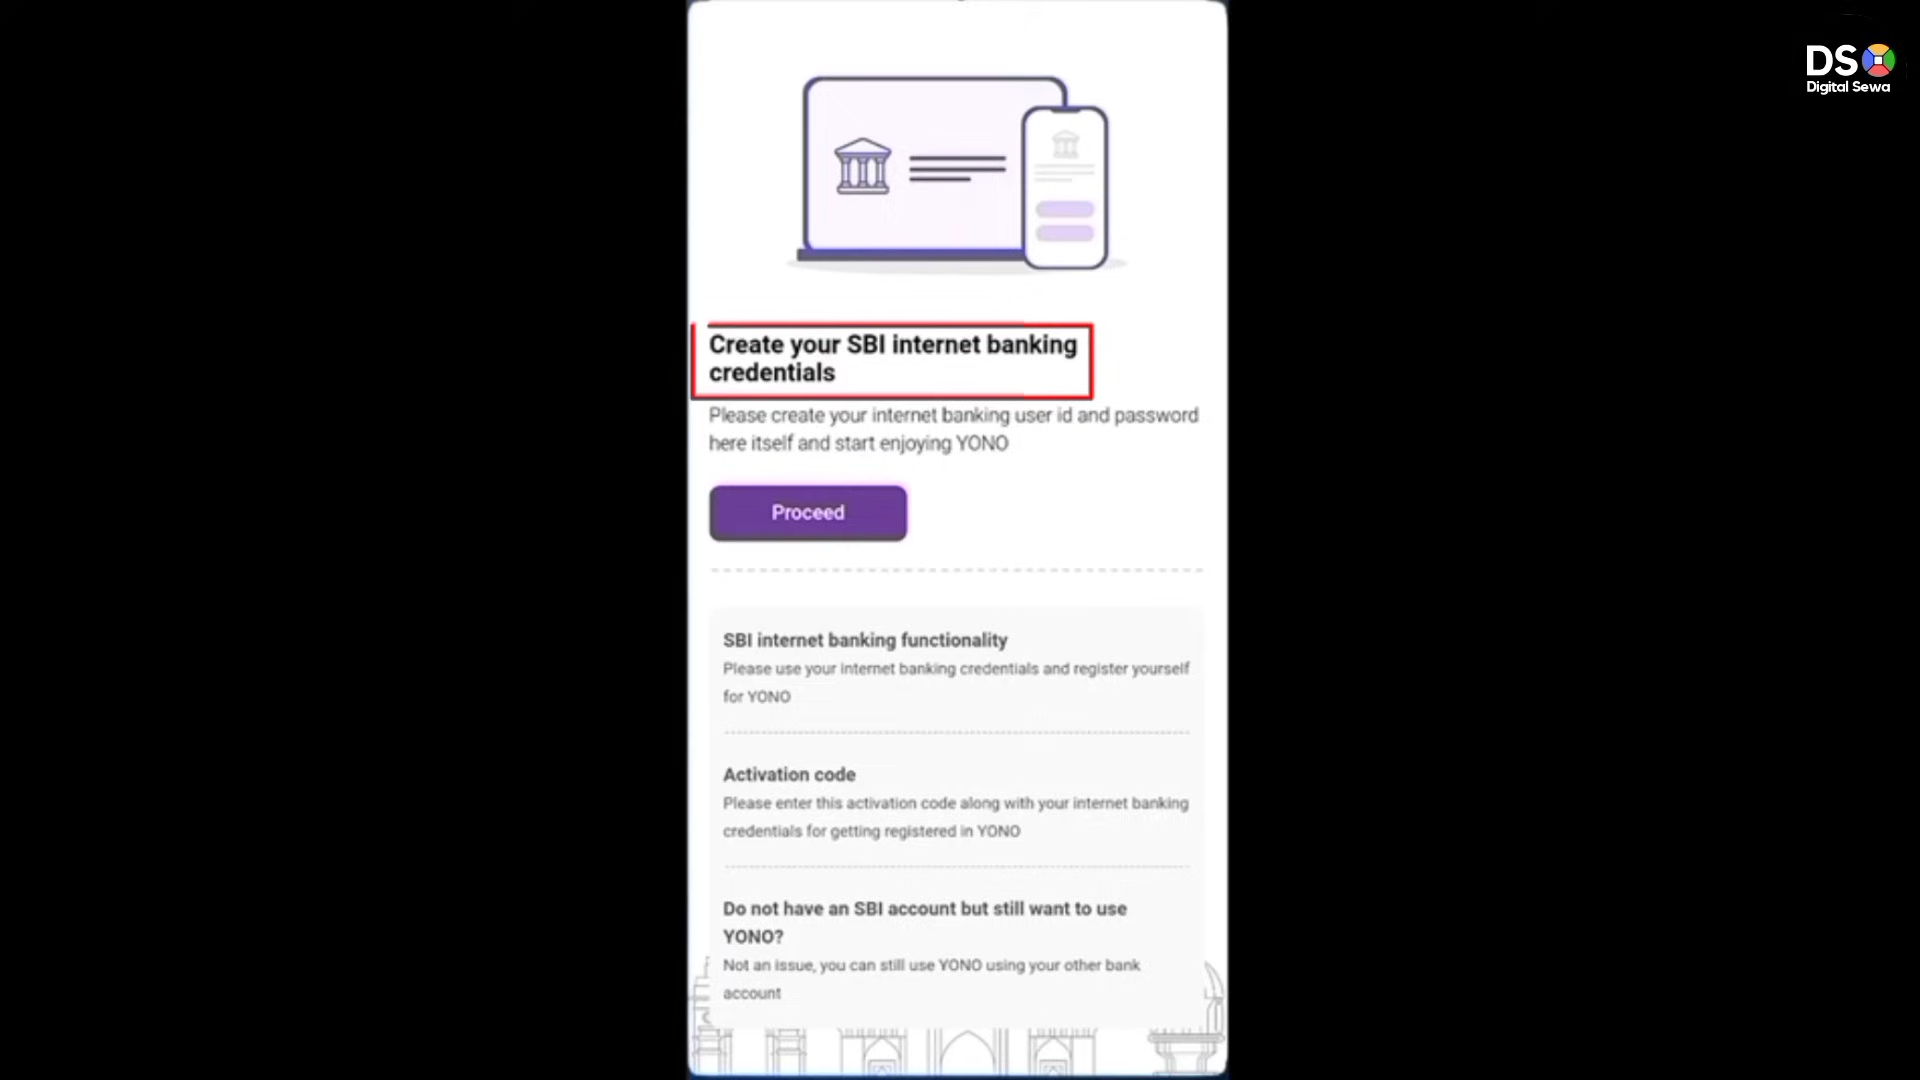 DS
Digital Sewa
Create your SBI internet banking
credentials
Please create your internet banking user id and password
here itself and start enjoying YONO
Proceed
SBI internet banking functionality
Please use your internet banking credentials and register yourself
for YONO
Activation code
Please enter this activation code along with your internet banking
credentials for getting registered in YONO
Do not have an SBI account but still want to use
YONO?
Not an issue, you can still use YONO using your other bank
account